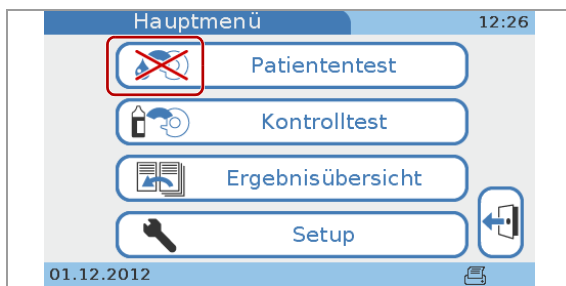 Hauptmenü 12:26
Patiententest
Kontrolltest
Ergebnisübersicht
Setup
01.12.2012